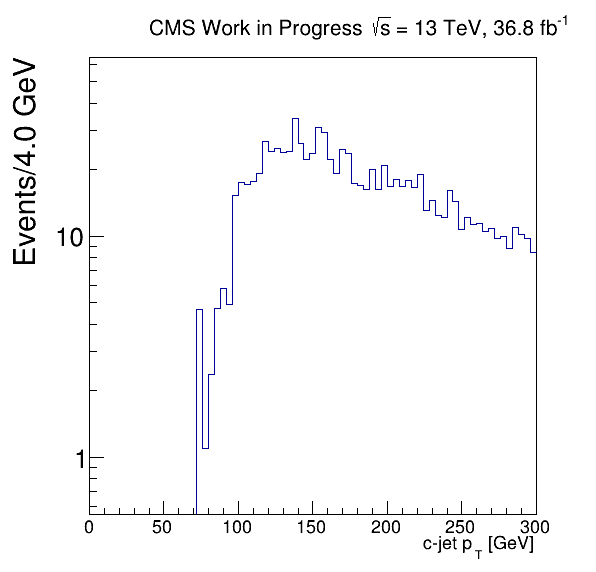 CMS Work in Progress √s = 13 TeV, 36.8 fb⁻¹
Events/4.0 GeV
10
1
0 50 100 150 200 250 300
c-jet p_T [GeV]